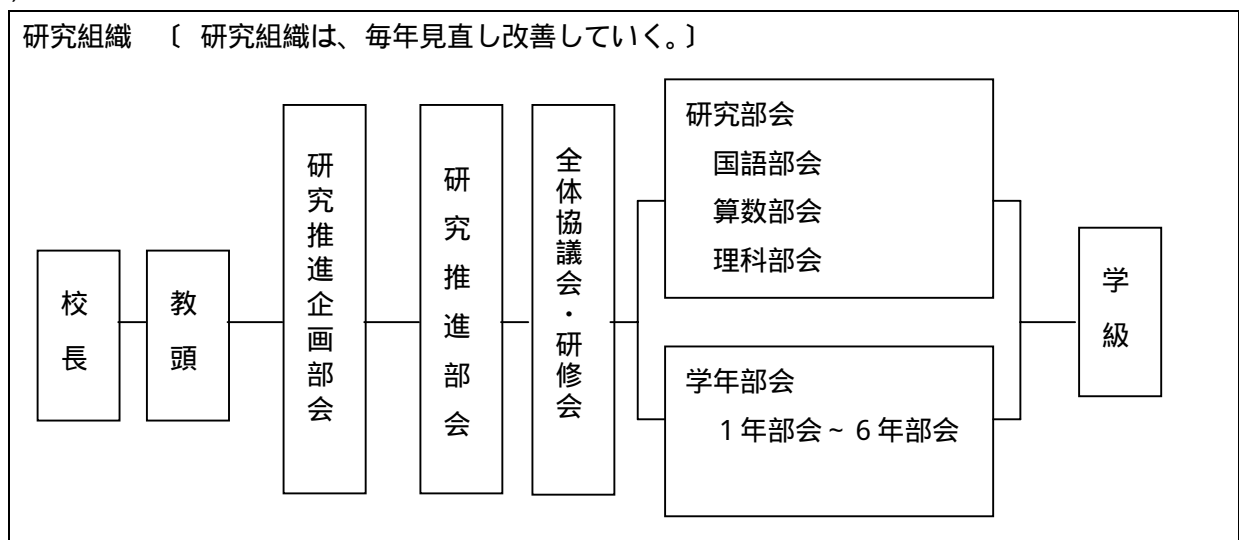 研究組織 〔 研究組織は、毎年見直し改善していく。〕
校長
教頭
研究推進企画部会
研究推進部会
全体協議会・研修会
研究部会
国語部会
算数部会
理科部会
学年部会
1年部会~6年部会
学級